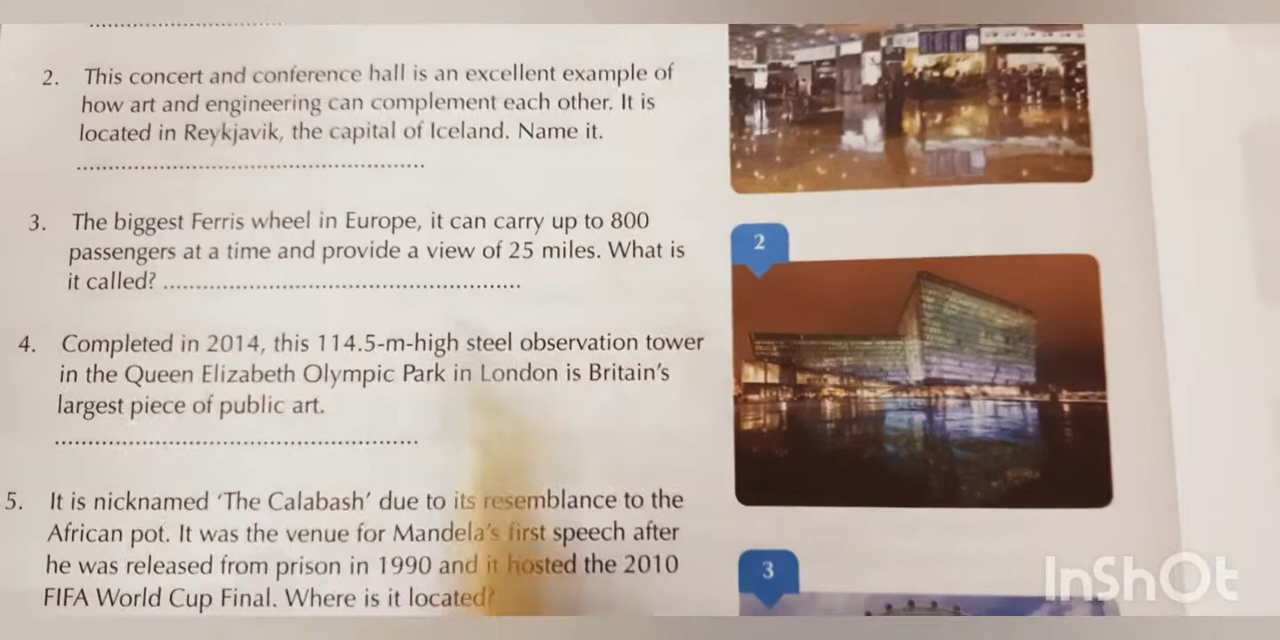 2. This concert and conference hall is an excellent example of
how art and engineering can complement each other. It is
located in Reykjavik, the capital of Iceland. Name it.
3. The biggest Ferris wheel in Europe, it can carry up to 800
passengers at a time and provide a view of 25 miles. What is
it called?
4. Completed in 2014, this 114.5-m-high steel observation tower
in the Queen Elizabeth Olympic Park in London is Britain's
largest piece of public art.
5. It is nicknamed 'The Calabash' due to its resemblance to the
African pot. It was the venue for Mandela's first speech after
he was released from prison in 1990 and it hosted the 2010
FIFA World Cup Final. Where is it located?
2
3
InShOt